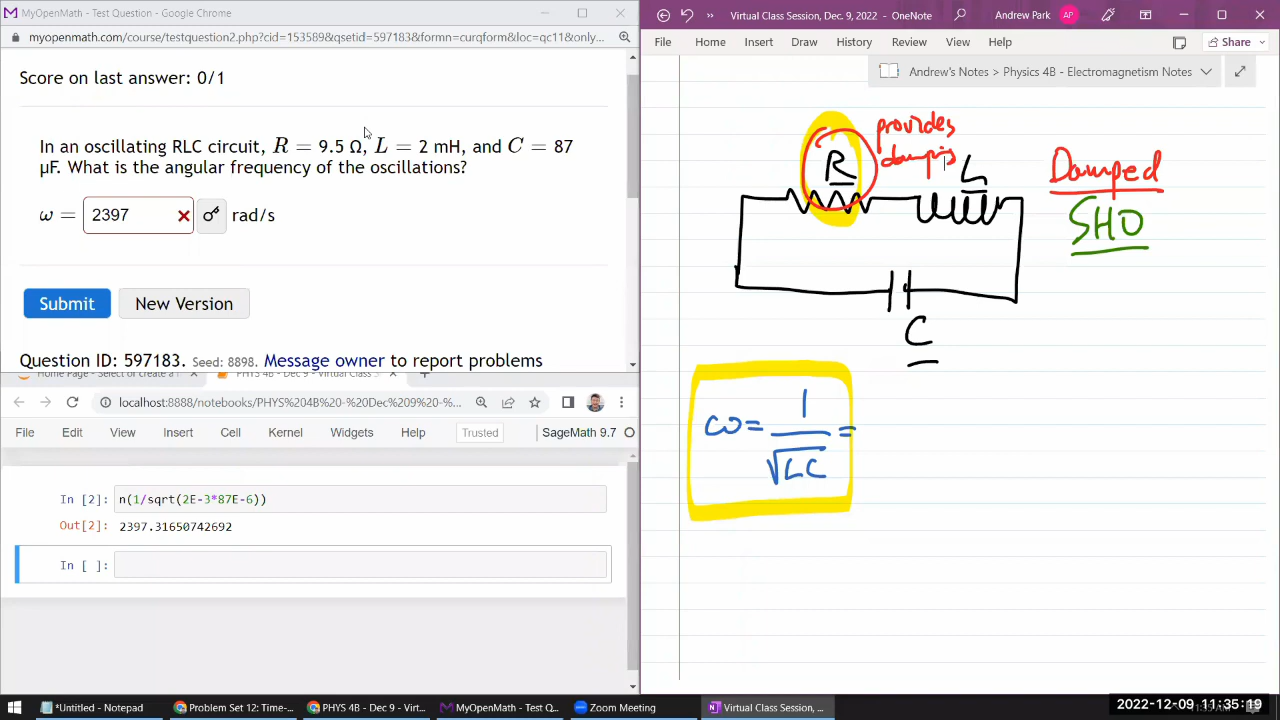 MyOpenMath - Test Question - Google Chrome
myopenmath.com/course/testquestion2.php?cid=153589&qsetid=597183&formn=curqform&loc=qc11&only...
Score on last answer: 0/1
In an oscillating RLC circuit, R = 9.5 Ω, L = 2 mH, and C = 87
μF. What is the angular frequency of the oscillations?
ω = 2397 rad/s
Submit New Version
Question ID: 597183. Seed: 8898. Message owner to report problems
localhost:8888/notebooks/PHYS%204B%20-%20Dec%209%20-%...
File Edit View Insert Cell Kernel Widgets Help Trusted SageMath 9.7
In [2]: n(1/sqrt(2E-3*87E-6))
Out[2]: 2397.31650742692
In [ ]:
Virtual Class Session, Dec. 9, 2022 - OneNote Andrew Park AP
File Home Insert Draw History Review View Help Share
Andrew's Notes > Physics 4B - Electromagnetism Notes
provides
damping
R
L
Damped
SHO
C
ω = 1/√LC =
*Untitled - Notepad Problem Set 12: Time-... PHYS 4B - Dec 9 - Virt... MyOpenMath - Test Q... Zoom Meeting Virtual Class Session,...
2022-12-09 11:35:19